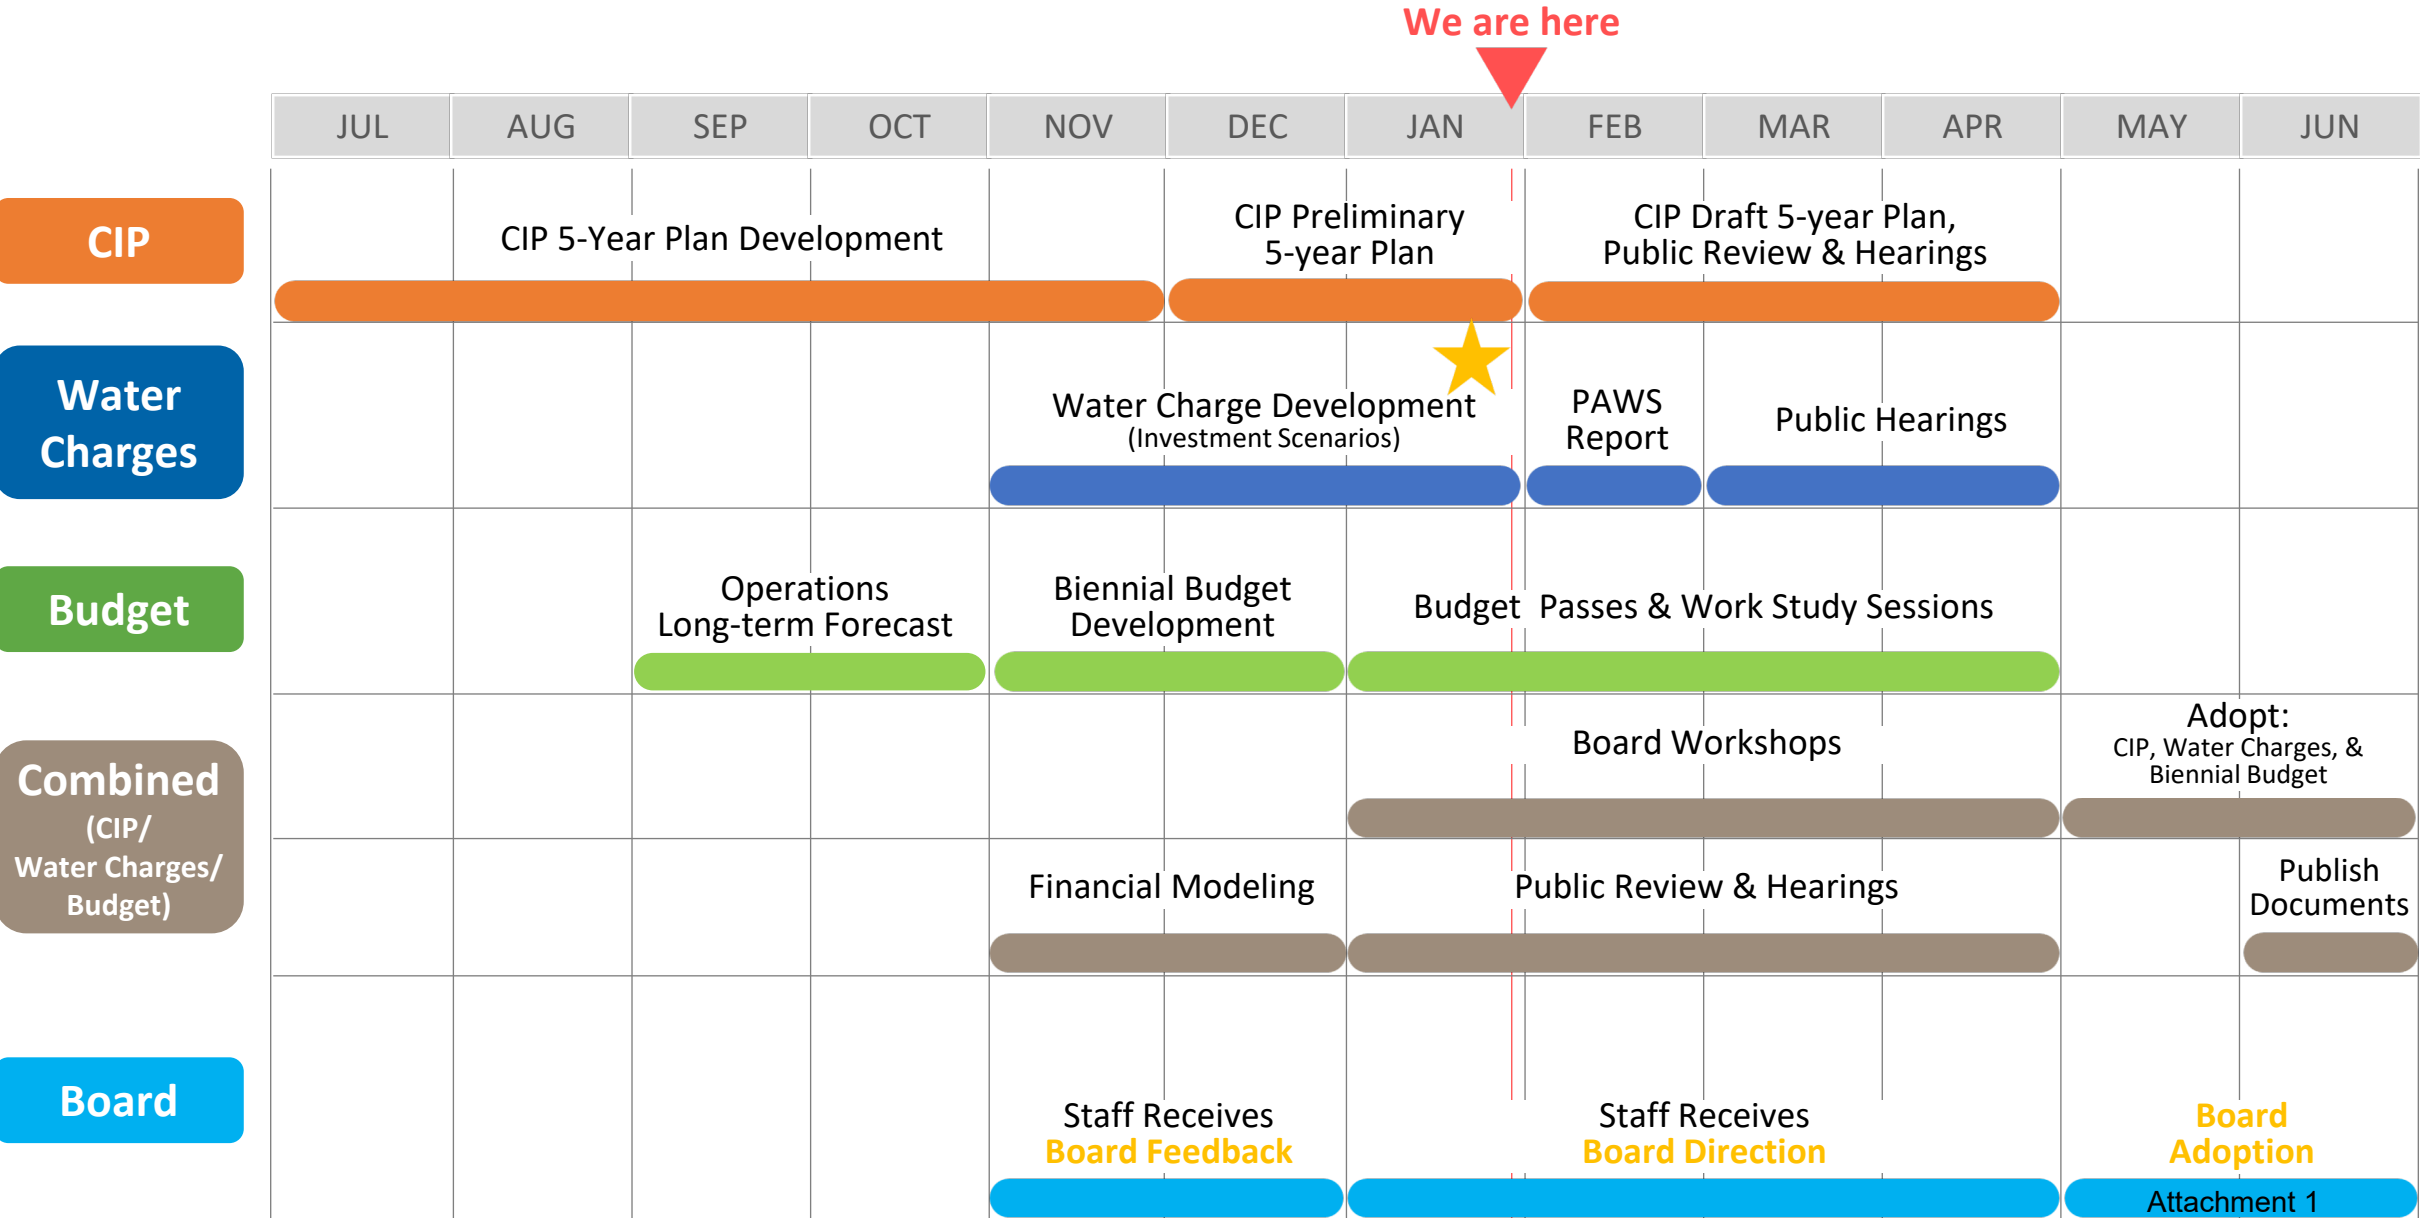 We are here
JUL AUG SEP OCT NOV DEC JAN FEB MAR APR MAY JUN
CIP
CIP 5-Year Plan Development
CIP Preliminary
5-year Plan
CIP Draft 5-year Plan,
Public Review & Hearings
Water
Charges
Water Charge Development
(Investment Scenarios)
PAWS
Report
Public Hearings
Budget
Operations
Long-term Forecast
Biennial Budget
Development
Budget Passes & Work Study Sessions
Combined
(CIP/
Water Charges/
Budget)
Board Workshops
Adopt:
CIP, Water Charges, &
Biennial Budget
Financial Modeling
Public Review & Hearings
Publish
Documents
Board
Staff Receives
Board Feedback
Staff Receives
Board Direction
Board
Adoption
Attachment 1